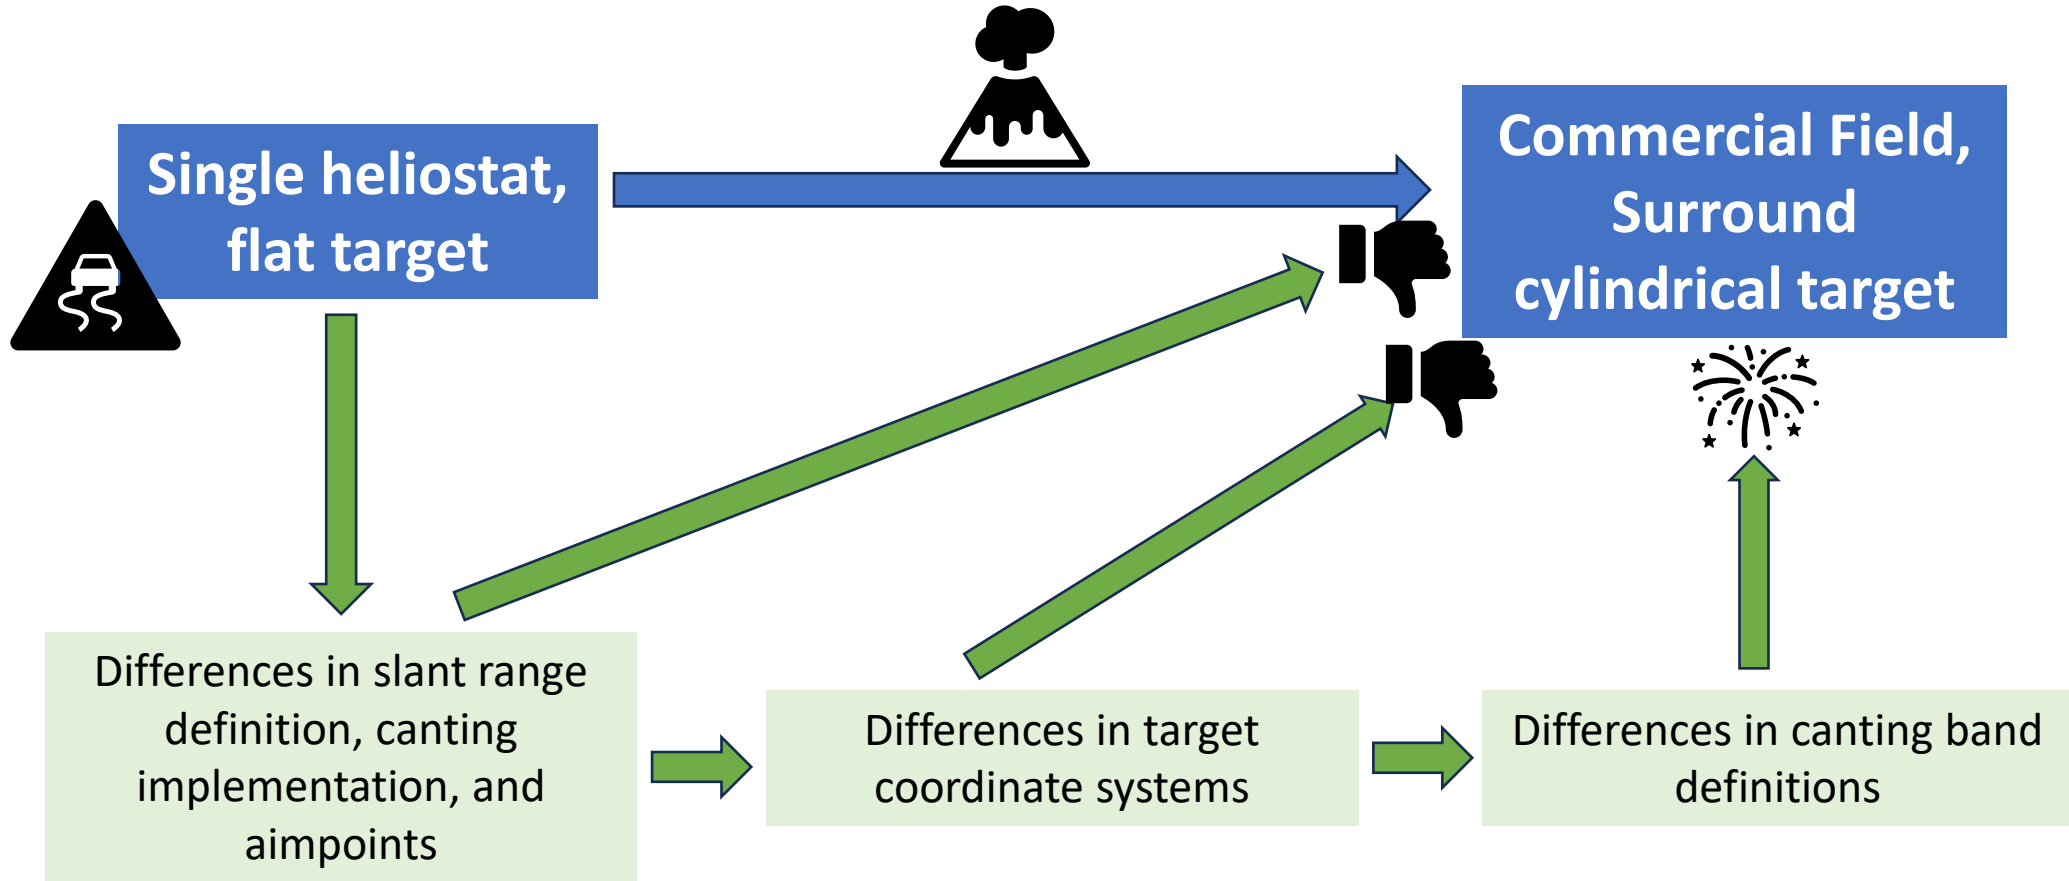 Single heliostat,
flat target
Commercial Field,
Surround
cylindrical target
Differences in slant range
definition, canting
implementation, and
aimpoints
Differences in target
coordinate systems
Differences in canting band
definitions